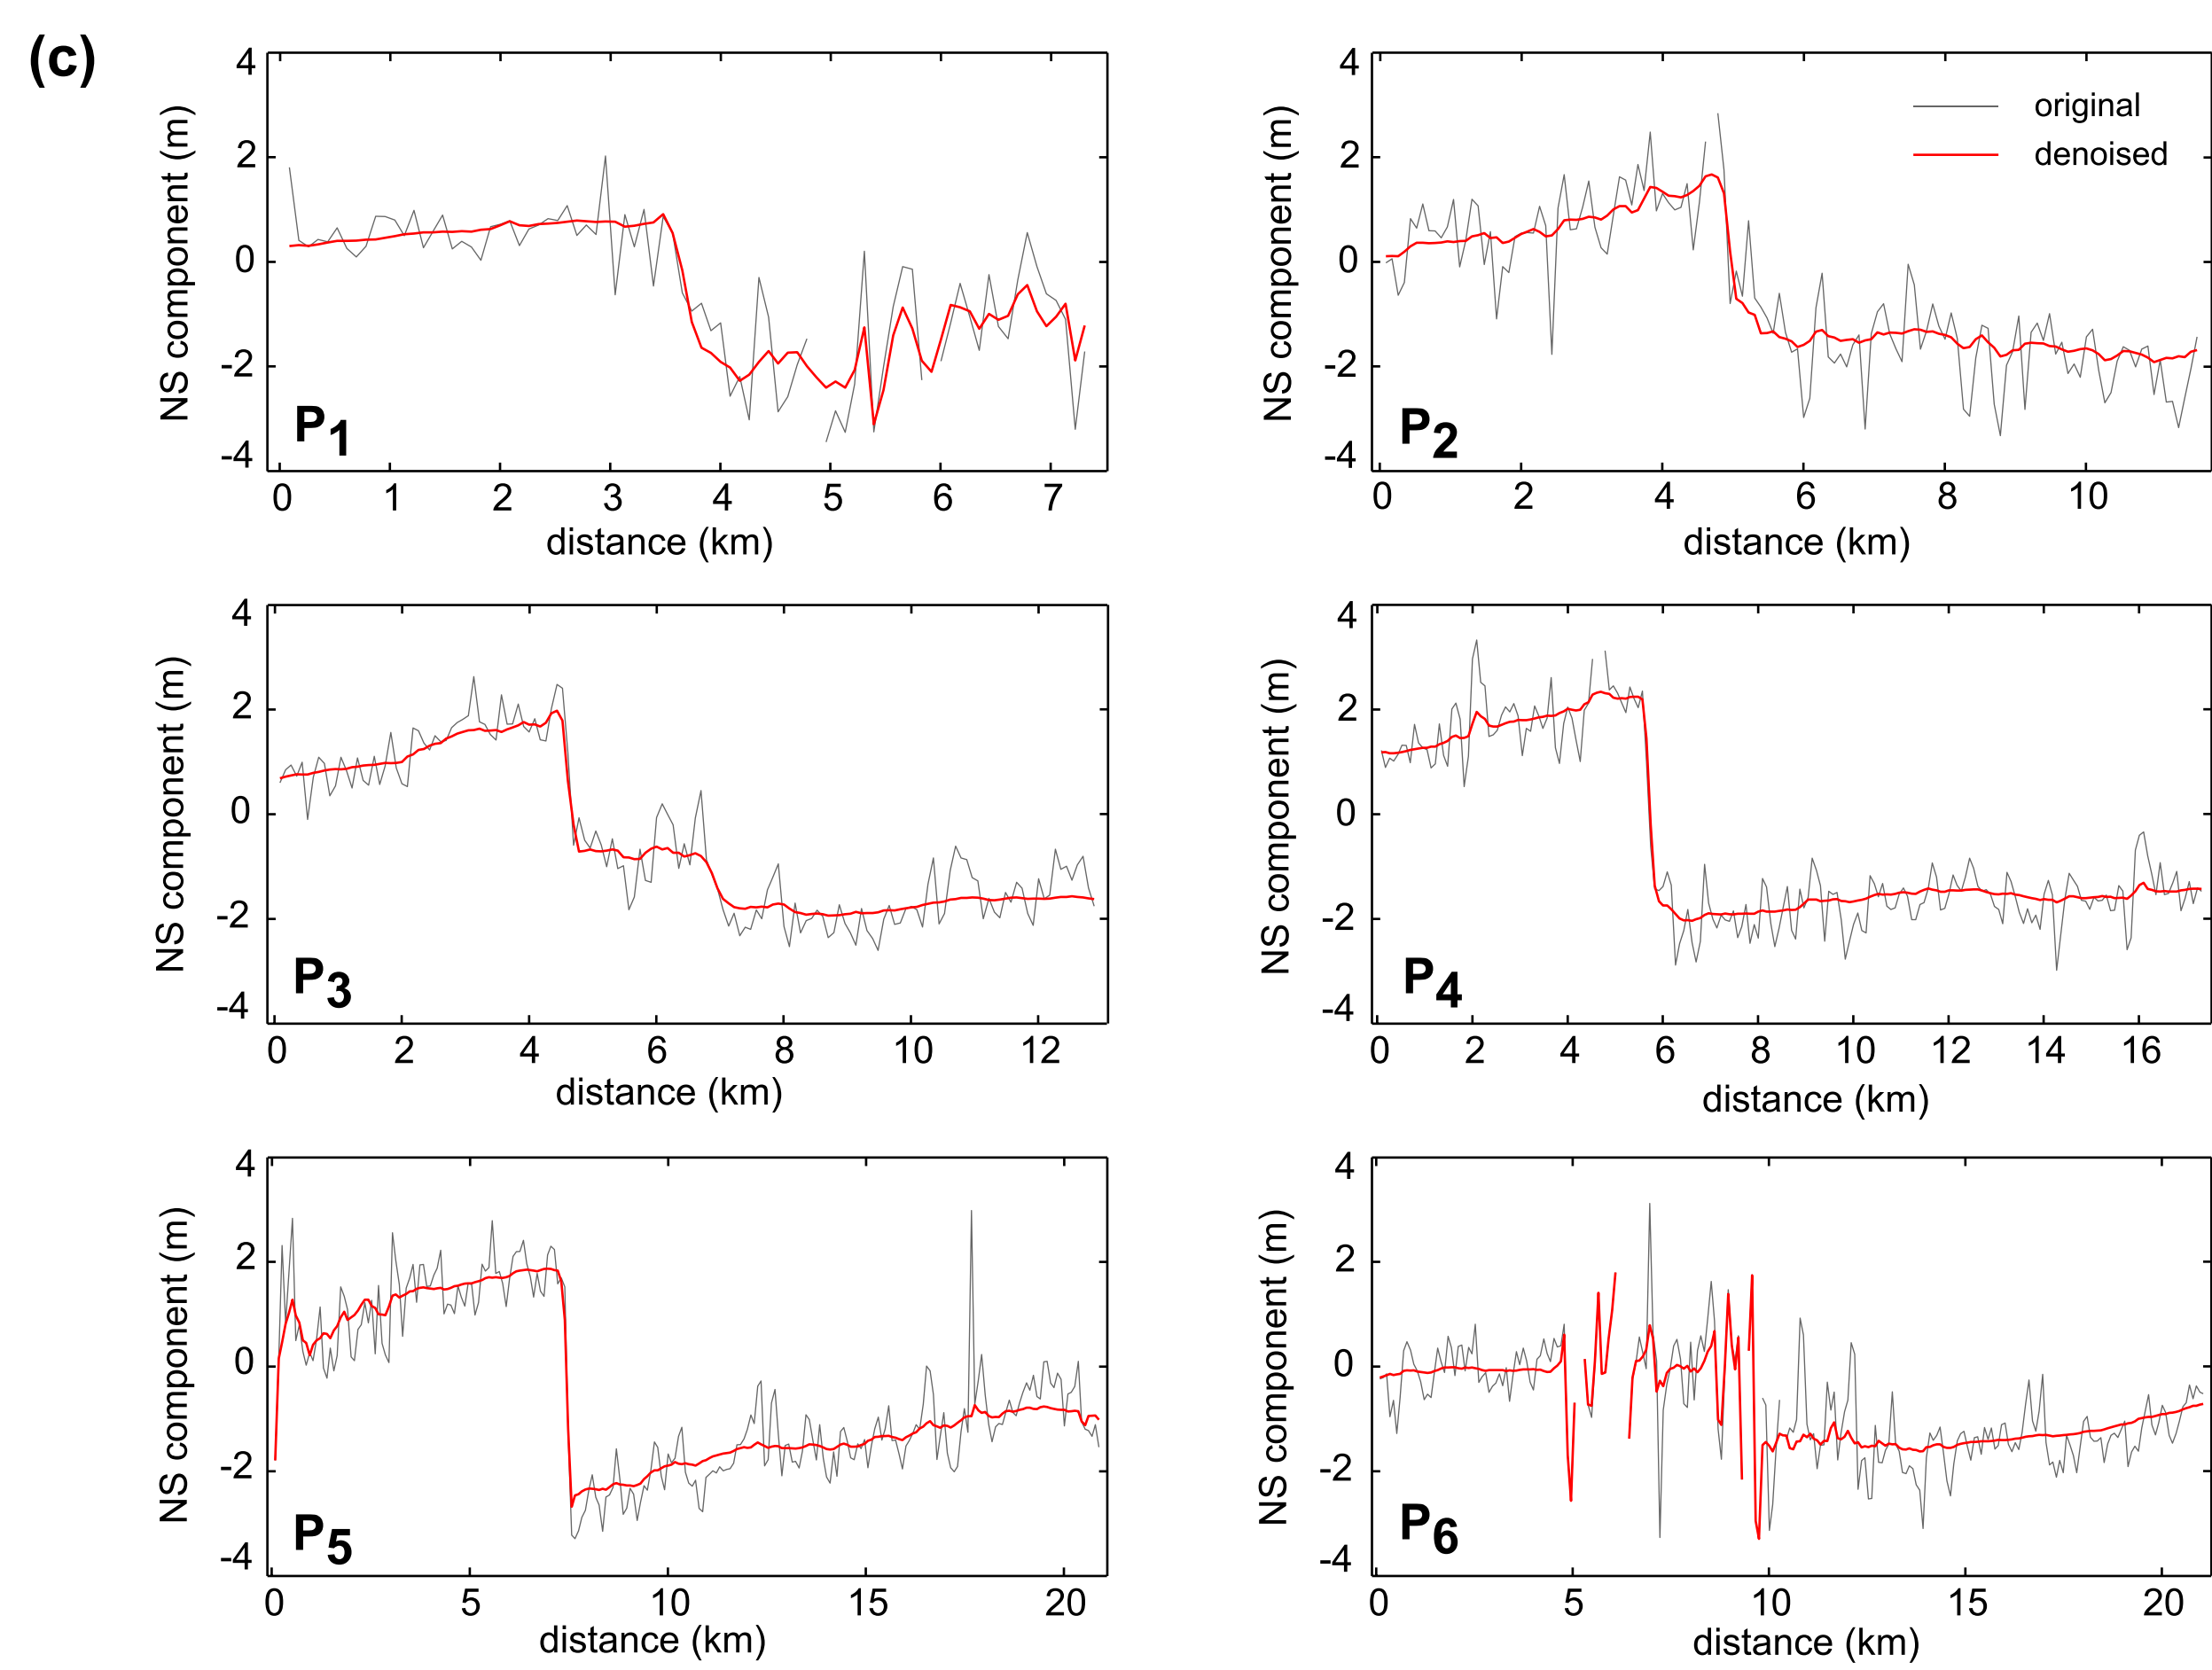 (c)
NS component (m)
4
2
0
-2
-4
P1
0 1 2 3 4 5 6 7
distance (km)
NS component (m)
4
2
0
-2
-4
original
denoised
P2
0 2 4 6 8 10
distance (km)
NS component (m)
4
2
0
-2
-4
P3
0 2 4 6 8 10 12
distance (km)
NS component (m)
4
2
0
-2
-4
P4
0 2 4 6 8 10 12 14 16
distance (km)
NS component (m)
4
2
0
-2
-4
P5
0 5 10 15 20
distance (km)
NS component (m)
4
2
0
-2
-4
P6
0 5 10 15 20
distance (km)